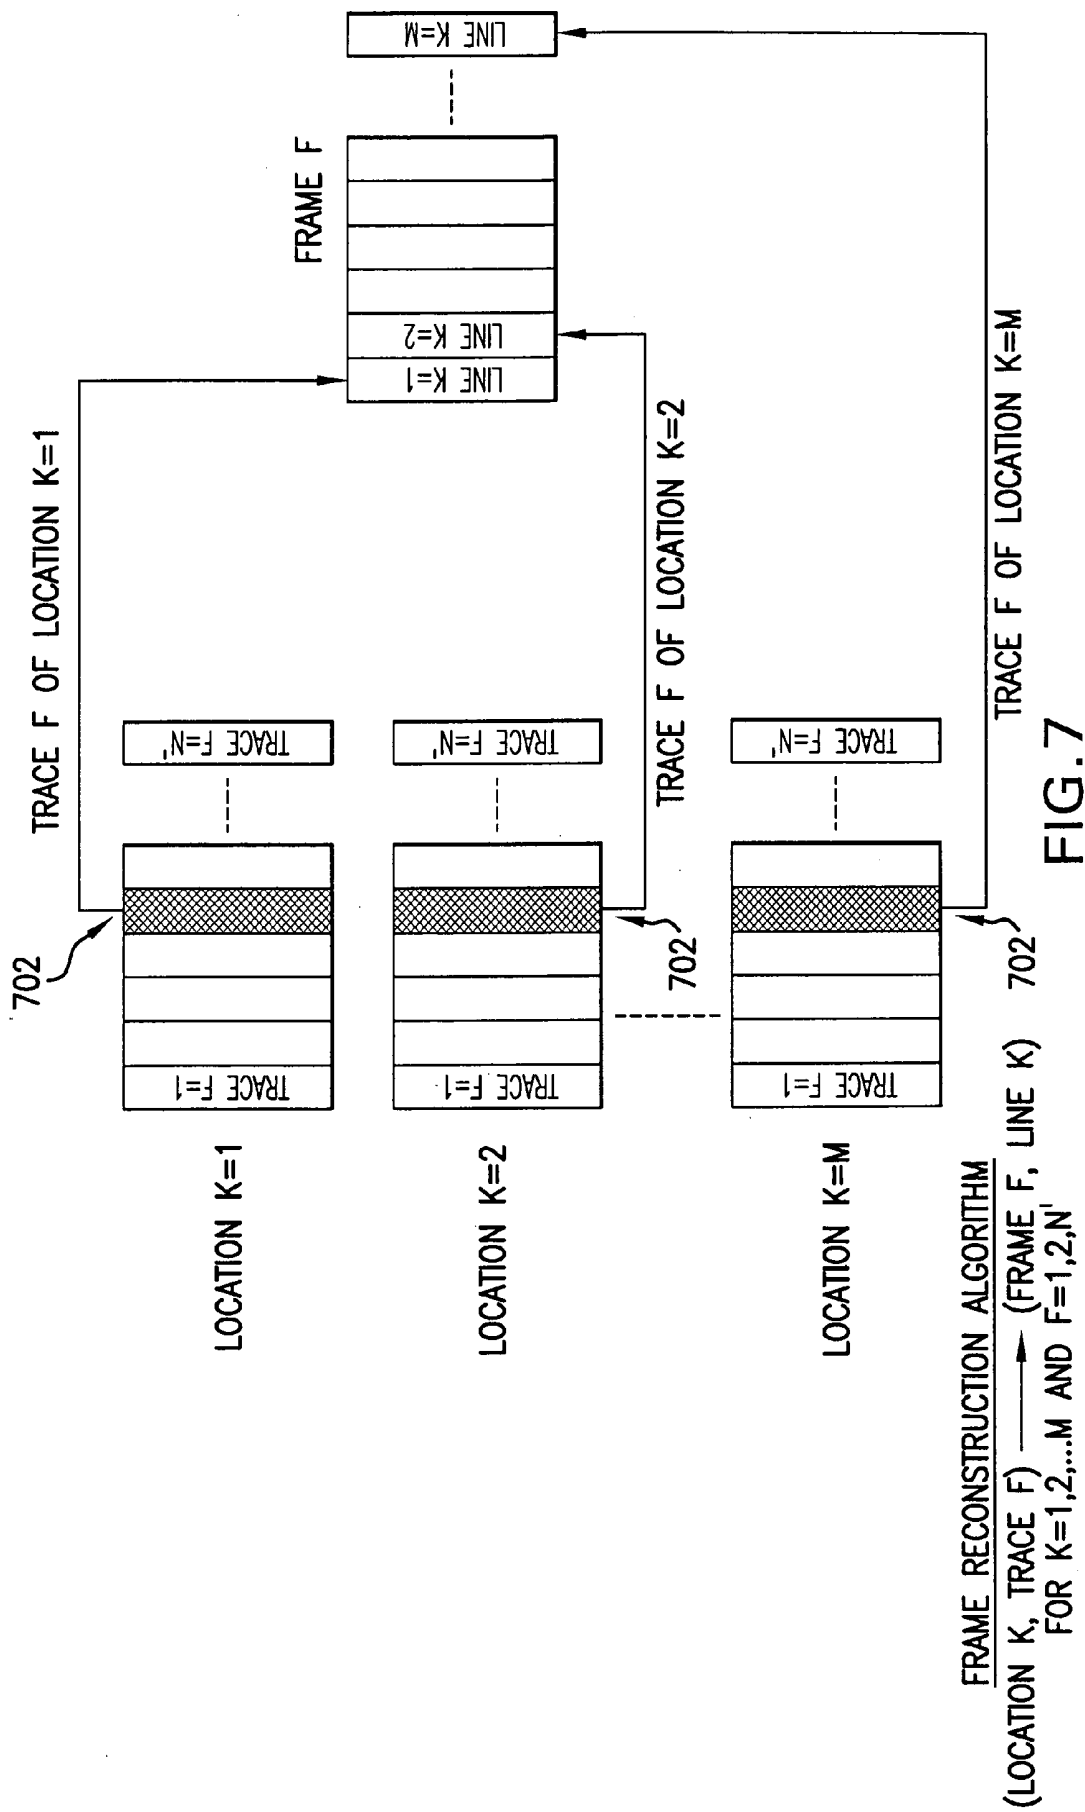 702
TRACE F OF LOCATION K=1
LOCATION K=1
TRACE F=1
TRACE F=N'
FRAME F
LINE K=1
LINE K=2
LINE K=M
LOCATION K=2
TRACE F=1
TRACE F=N'
702
TRACE F OF LOCATION K=2
LOCATION K=M
TRACE F=1
TRACE F=N'
702
TRACE F OF LOCATION K=M
FRAME RECONSTRUCTION ALGORITHM
(LOCATION K, TRACE F) → (FRAME F, LINE K)
FOR K=1,2,...M AND F=1,2,N'
FIG. 7